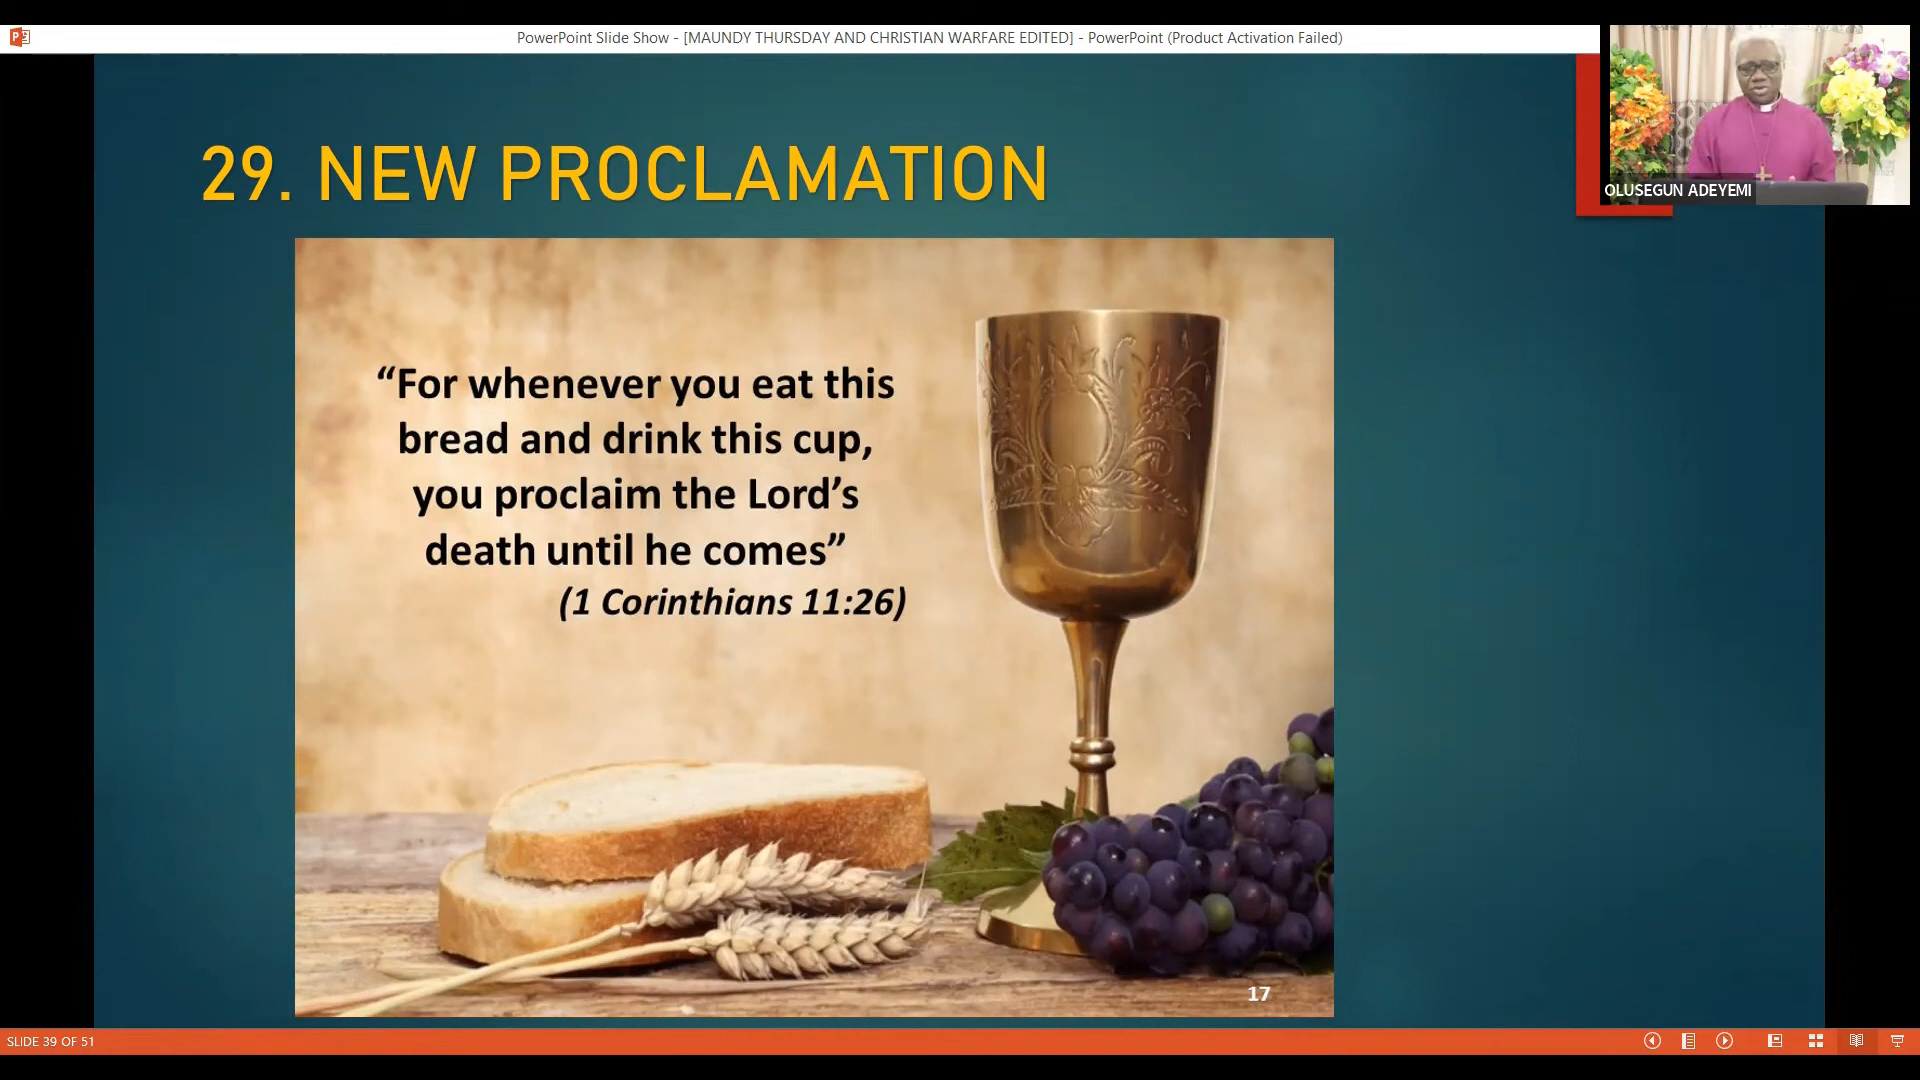 PowerPoint Slide Show - [MAUNDY THURSDAY AND CHRISTIAN WARFARE EDITED] - PowerPoint (Product Activation Failed)
OLUSEGUN ADEYEMI
29. NEW PROCLAMATION
“For whenever you eat this
bread and drink this cup,
you proclaim the Lord’s
death until he comes”
(1 Corinthians 11:26)
17
SLIDE 39 OF 51